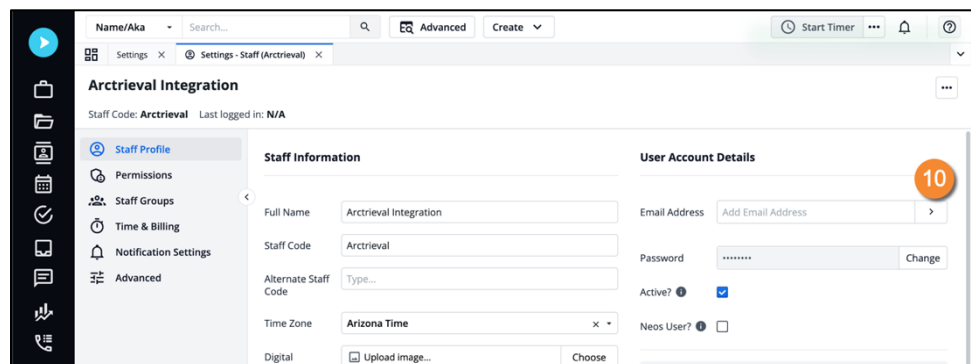 Name/Aka Search... Advanced Create Start Timer
Settings Settings - Staff (Arctrieval)
Arctrieval Integration
Staff Code: Arctrieval Last logged in: N/A
Staff Profile
Permissions
Staff Groups
Time & Billing
Notification Settings
Advanced
Staff Information
Full Name Arctrieval Integration
Staff Code Arctrieval
Alternate Staff Code Type...
Time Zone Arizona Time
Digital Upload image... Choose
User Account Details
10
Email Address Add Email Address
Password •••••••• Change
Active?
Neos User?